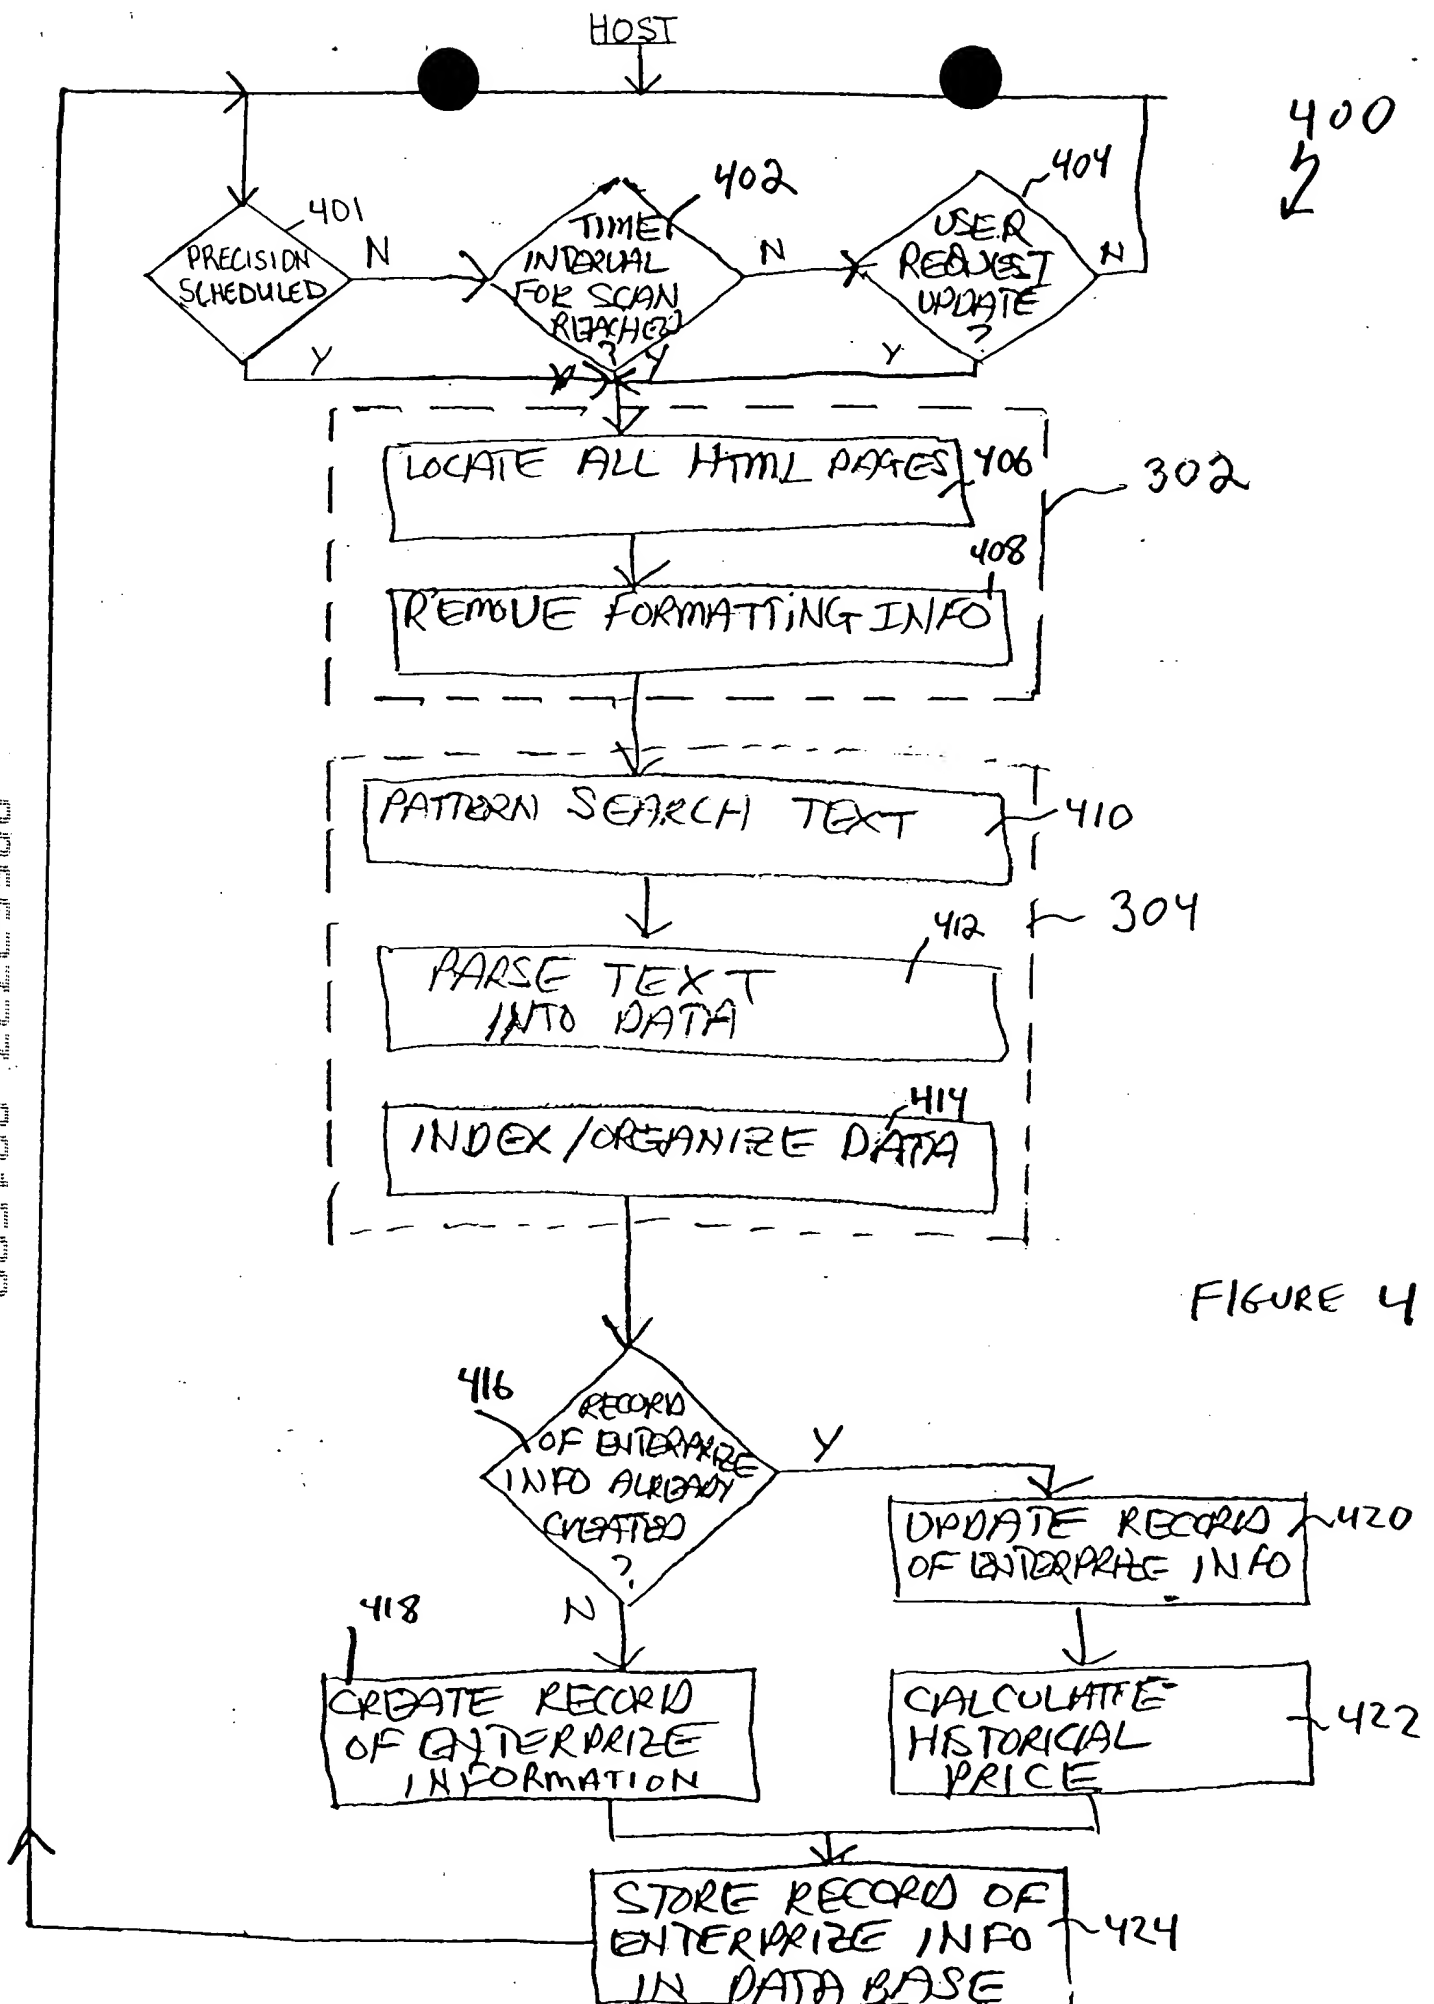 HOST
400
401
PRECISION
SCHEDULED
N
402
TIME
INTERVAL
FOR SCAN
REACHED
?
N
404
USER
REQUEST
UPDATE
?
N
Y
Y
Y
LOCATE ALL HTML PAGES
406
302
408
REMOVE FORMATTING INFO
PATTERN SEARCH TEXT
410
304
412
PARSE TEXT
INTO DATA
414
INDEX/ORGANIZE DATA
FIGURE 4
416
RECORD
OF ENTERPRIZE
INFO ALREADY
CREATED
?
Y
N
UPDATE RECORD
OF ENTERPRIZE INFO
420
418
CREATE RECORD
OF ENTERPRIZE
INFORMATION
CALCULATE
HISTORICIAL
PRICE
422
STORE RECORD OF
ENTERPRIZE INFO
IN DATA BASE
424